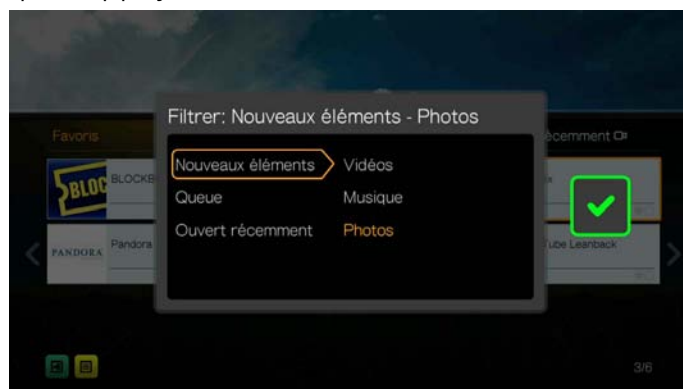 Filtrer: Nouveaux éléments - Photos
Favoris
écemment
Nouveaux éléments
Vidéos
BLOC
BLOCKB
Queue
Musique
Ouvert récemment
Photos
PANDORA
Pandora
ube Leanback
3/6